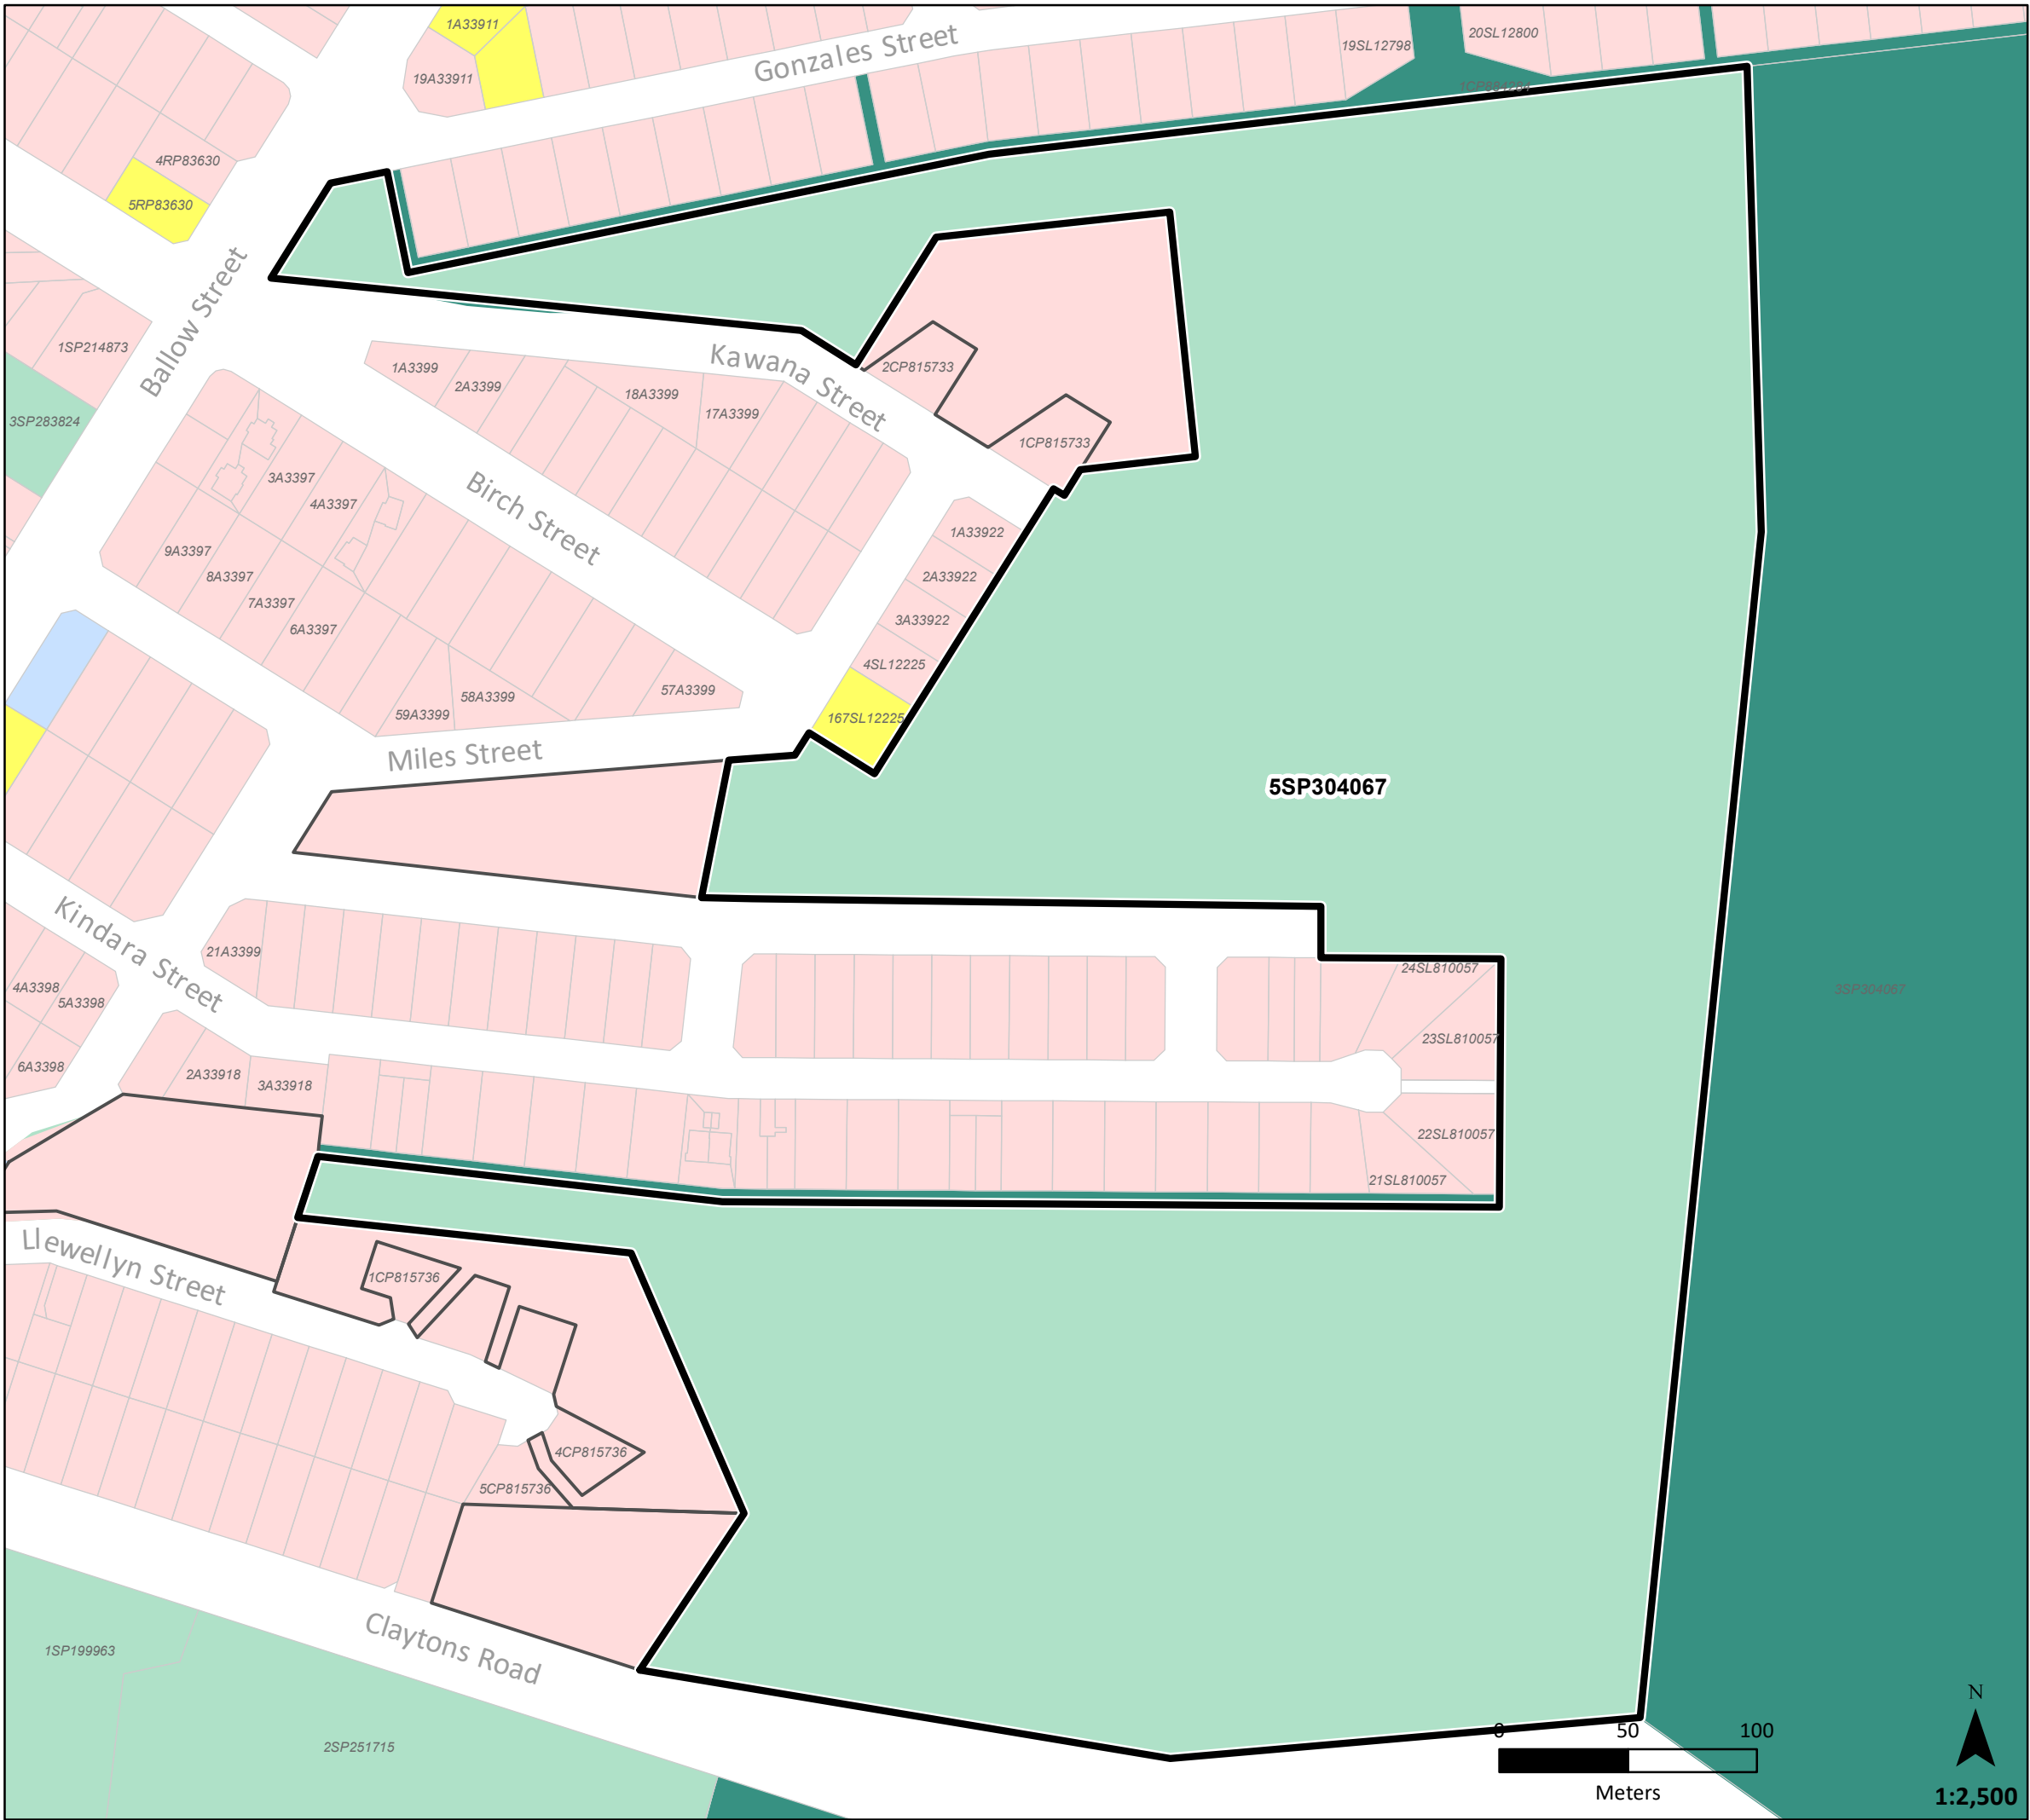 1A33911
Gonzales Street
19SL12798
20SL12800
19A33911
4RP83630
5RP83630
Ballow Street
1SP214873
3SP283824
1A3399
2A3399
Kawana Street
18A3399
17A3399
2CP815733
1CP815733
3A3397
4A3397
Birch Street
9A3397
8A3397
7A3397
6A3397
1A33922
2A33922
3A33922
4SL12225
167SL12225
57A3399
58A3399
59A3399
Miles Street
5SP304067
Kindara Street
21A3399
24SL810057
23SL810057
3SP304067
4A3398
5A3398
6A3398
2A33918
3A33918
22SL810057
21SL810057
Llewellyn Street
1CP815736
4CP815736
5CP815736
Claytons Road
1SP199963
2SP251715
N
0 50 100
Meters
1:2,500